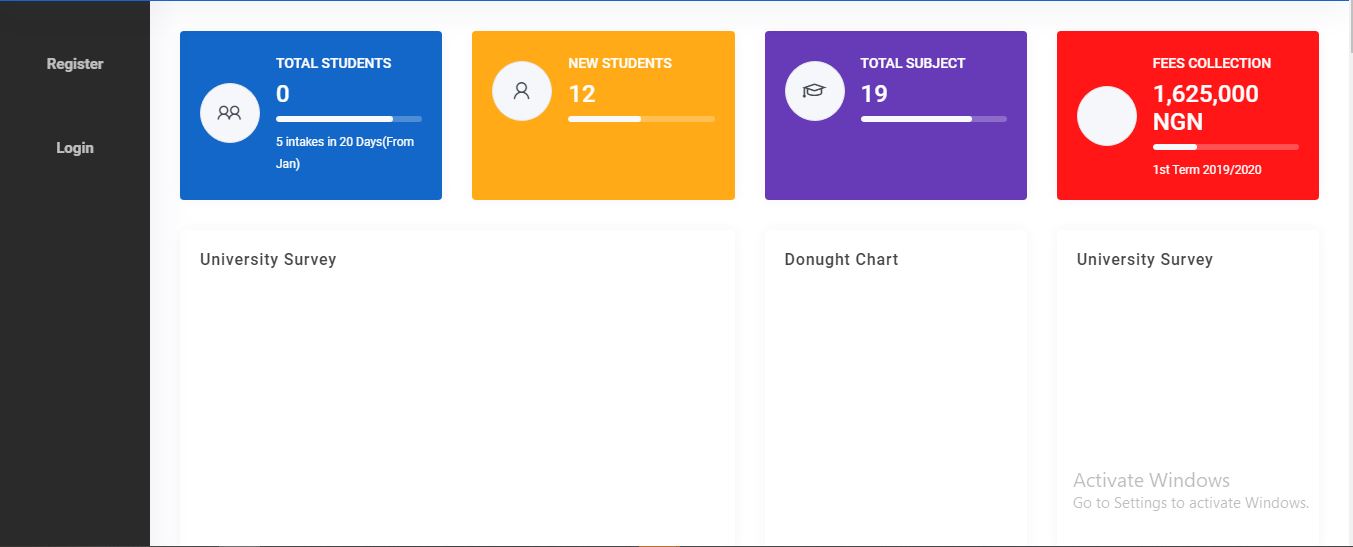 Register
Login
TOTAL STUDENTS
0
5 intakes in 20 Days(From
Jan)
NEW STUDENTS
12
TOTAL SUBJECT
19
FEES COLLECTION
1,625,000
NGN
1st Term 2019/2020
University Survey
Donught Chart
University Survey
Activate Windows
Go to Settings to activate Windows.